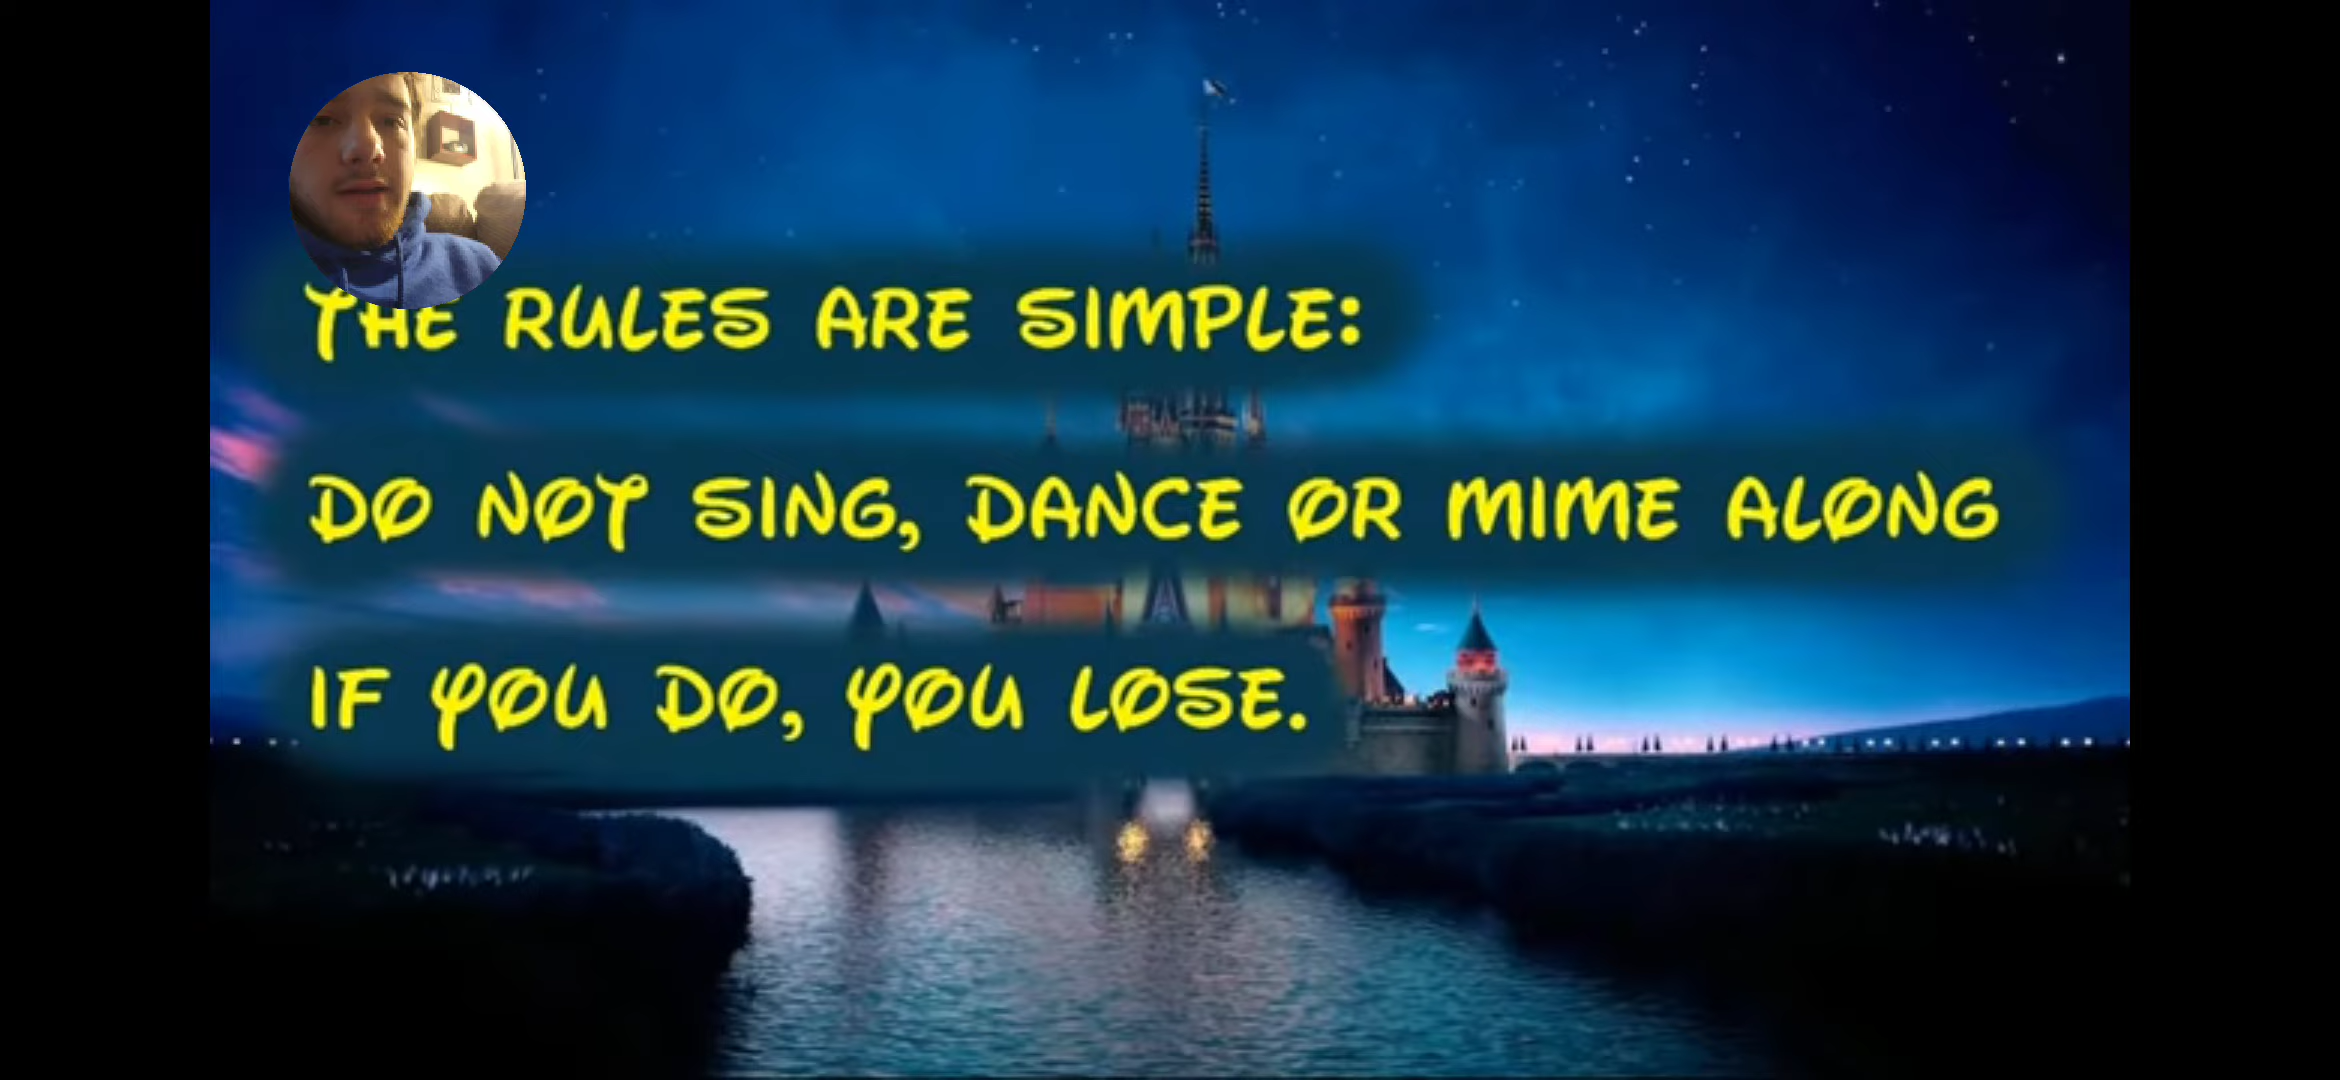 THE RULES ARE SIMPLE:
DO NOT SING, DANCE OR MIME ALONG
IF YOU DO, YOU LOSE.